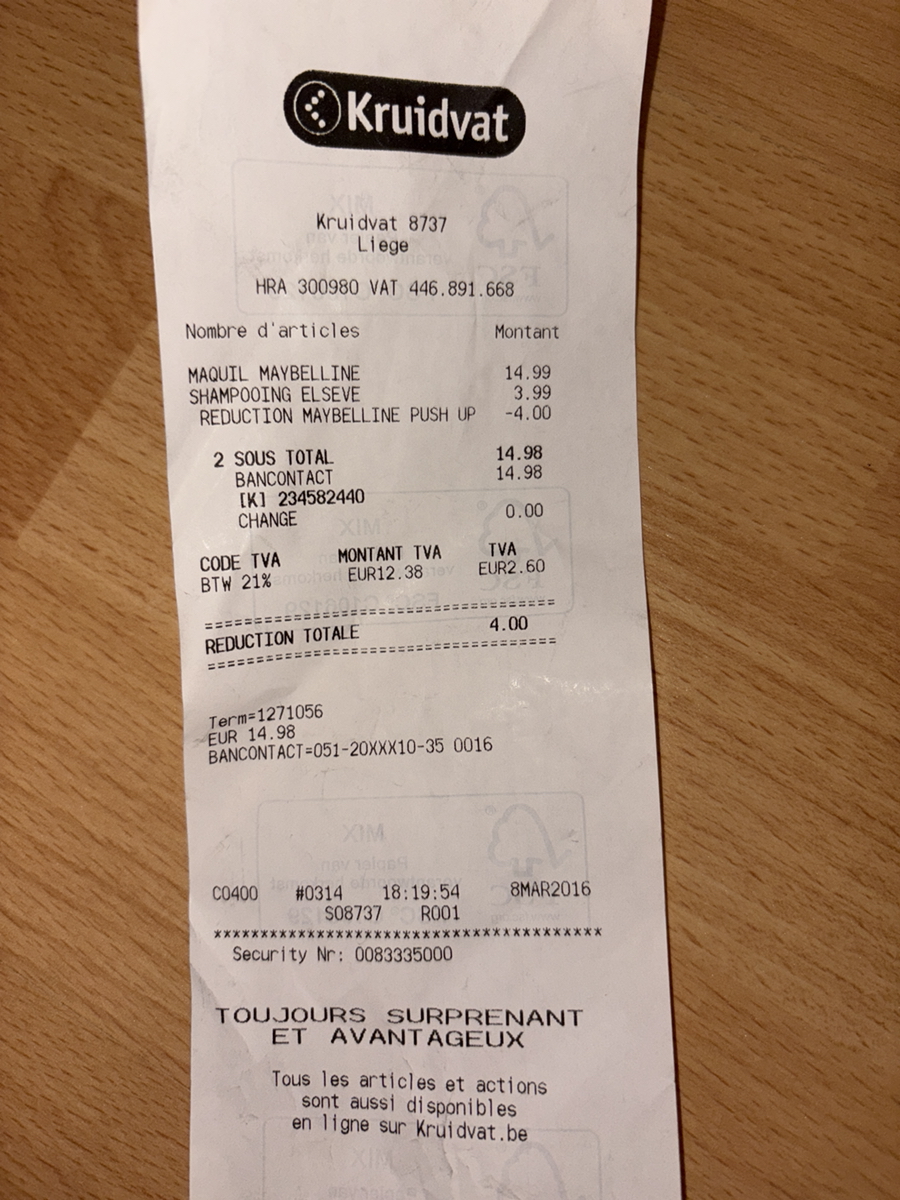 Kruidvat
Kruidvat 8737
Liege
HRA 300980 VAT 446.891.668
Nombre d'articles Montant
MAQUIL MAYBELLINE 14.99
SHAMPOOING ELSEVE 3.99
REDUCTION MAYBELLINE PUSH UP -4.00
2 SOUS TOTAL 14.98
BANCONTACT 14.98
[K] 234582440
CHANGE 0.00
CODE TVA MONTANT TVA TVA
BTW 21% EUR12.38 EUR2.60
======================================
REDUCTION TOTALE 4.00
======================================
Term=1271056
EUR 14.98
BANCONTACT=051-20XXX10-35 0016
C0400 #0314 18:19:54 8MAR2016
S08737 R001
******************************************
Security Nr: 0083335000
TOUJOURS SURPRENANT
ET AVANTAGEUX
Tous les articles et actions
sont aussi disponibles
en ligne sur Kruidvat.be